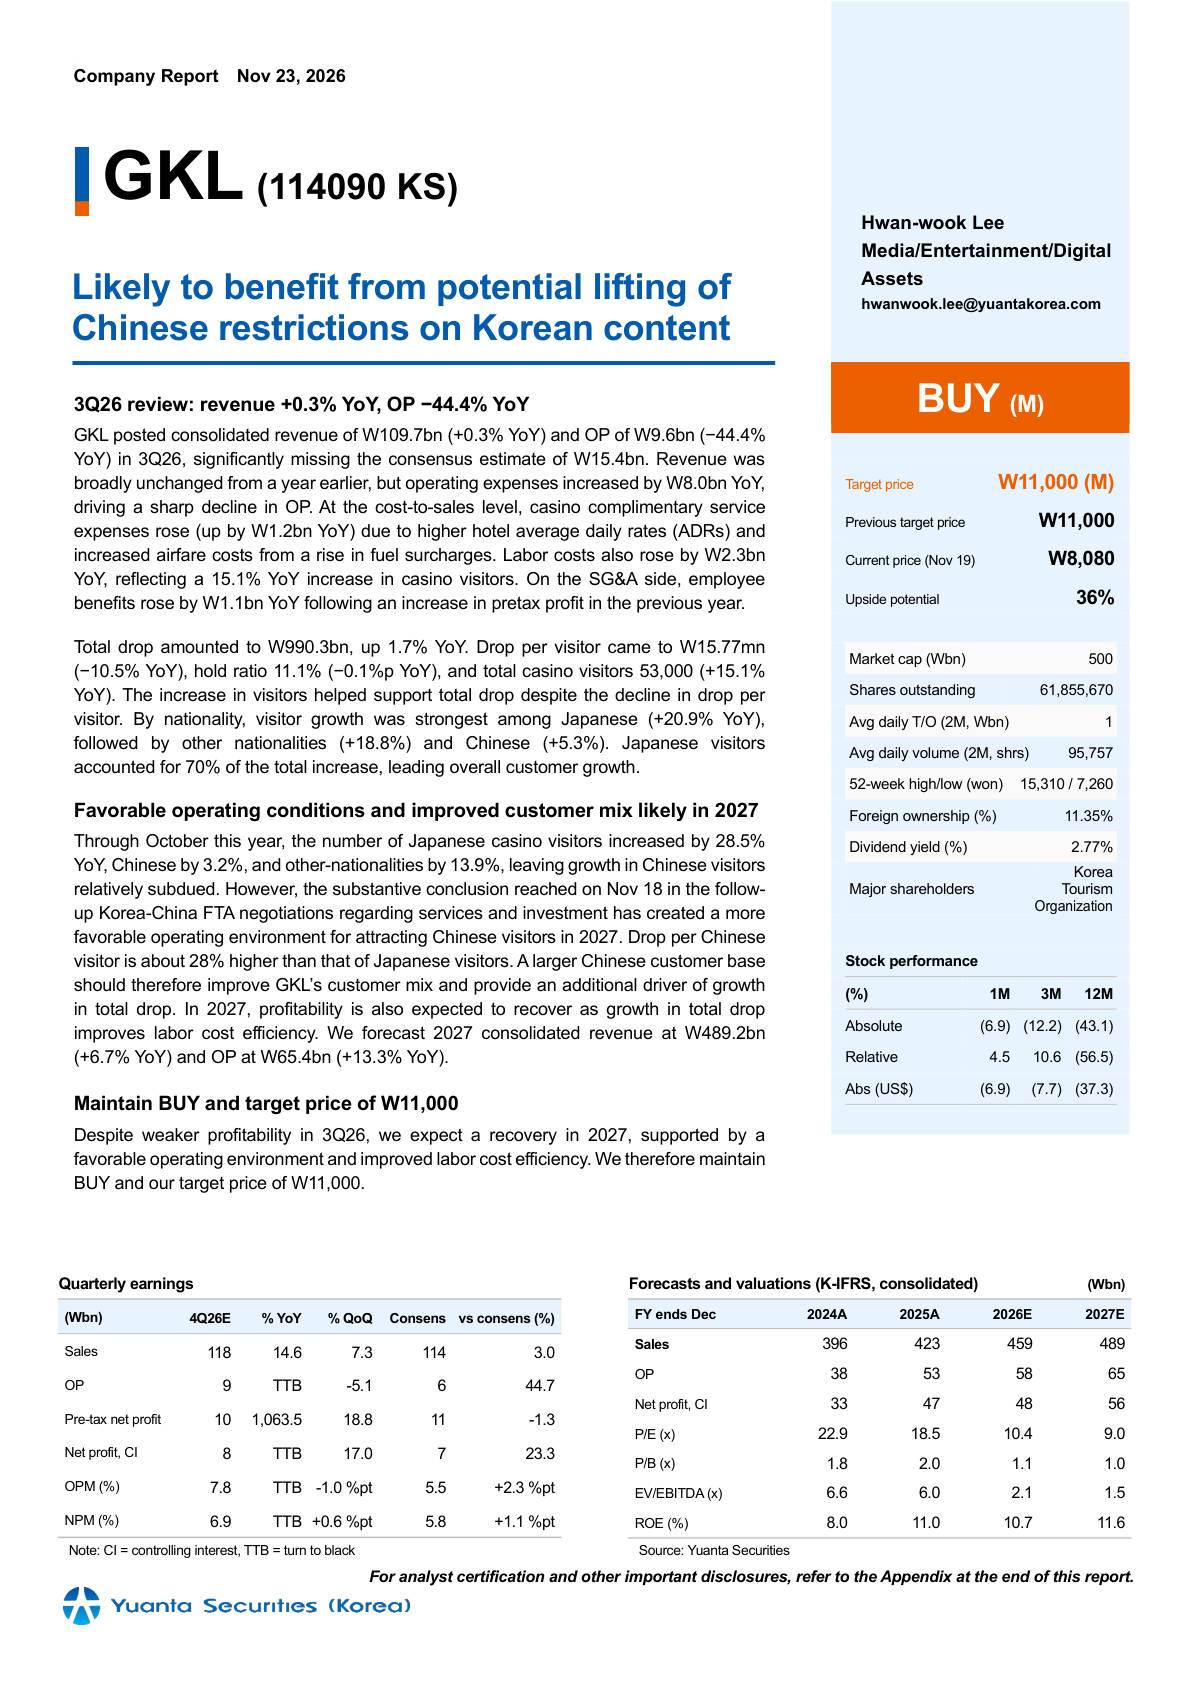 Company Report Nov 23, 2026
GKL (114090 KS)
Likely to benefit from potential lifting of
Chinese restrictions on Korean content
3Q26 review: revenue +0.3% YoY, OP −44.4% YoY
GKL posted consolidated revenue of W109.7bn (+0.3% YoY) and OP of W9.6bn (−44.4%
YoY) in 3Q26, significantly missing the consensus estimate of W15.4bn. Revenue was
broadly unchanged from a year earlier, but operating expenses increased by W8.0bn YoY,
driving a sharp decline in OP. At the cost-to-sales level, casino complimentary service
expenses rose (up by W1.2bn YoY) due to higher hotel average daily rates (ADRs) and
increased airfare costs from a rise in fuel surcharges. Labor costs also rose by W2.3bn
YoY, reflecting a 15.1% YoY increase in casino visitors. On the SG&A side, employee
benefits rose by W1.1bn YoY following an increase in pretax profit in the previous year.
Total drop amounted to W990.3bn, up 1.7% YoY. Drop per visitor came to W15.77mn
(−10.5% YoY), hold ratio 11.1% (−0.1%p YoY), and total casino visitors 53,000 (+15.1%
YoY). The increase in visitors helped support total drop despite the decline in drop per
visitor. By nationality, visitor growth was strongest among Japanese (+20.9% YoY),
followed by other nationalities (+18.8%) and Chinese (+5.3%). Japanese visitors
accounted for 70% of the total increase, leading overall customer growth.
Favorable operating conditions and improved customer mix likely in 2027
Through October this year, the number of Japanese casino visitors increased by 28.5%
YoY, Chinese by 3.2%, and other-nationalities by 13.9%, leaving growth in Chinese visitors
relatively subdued. However, the substantive conclusion reached on Nov 18 in the follow-
up Korea-China FTA negotiations regarding services and investment has created a more
favorable operating environment for attracting Chinese visitors in 2027. Drop per Chinese
visitor is about 28% higher than that of Japanese visitors. A larger Chinese customer base
should therefore improve GKL's customer mix and provide an additional driver of growth
in total drop. In 2027, profitability is also expected to recover as growth in total drop
improves labor cost efficiency. We forecast 2027 consolidated revenue at W489.2bn
(+6.7% YoY) and OP at W65.4bn (+13.3% YoY).
Maintain BUY and target price of W11,000
Despite weaker profitability in 3Q26, we expect a recovery in 2027, supported by a
favorable operating environment and improved labor cost efficiency. We therefore maintain
BUY and our target price of W11,000.
Hwan-wook Lee
Media/Entertainment/Digital
Assets
hwanwook.lee@yuantakorea.com
BUY (M)
Target price W11,000 (M)
Previous target price W11,000
Current price (Nov 19) W8,080
Upside potential 36%
Market cap (Wbn) 500
Shares outstanding 61,855,670
Avg daily T/O (2M, Wbn) 1
Avg daily volume (2M, shrs) 95,757
52-week high/low (won) 15,310 / 7,260
Foreign ownership (%) 11.35%
Dividend yield (%) 2.77%
Major shareholders Korea
Tourism
Organization
Stock performance
(%) 1M 3M 12M
Absolute (6.9) (12.2) (43.1)
Relative 4.5 10.6 (56.5)
Abs (US$) (6.9) (7.7) (37.3)
Quarterly earnings
(Wbn) 4Q26E % YoY % QoQ Consens vs consens (%)
Sales 118 14.6 7.3 114 3.0
OP 9 TTB -5.1 6 44.7
Pre-tax net profit 10 1,063.5 18.8 11 -1.3
Net profit, CI 8 TTB 17.0 7 23.3
OPM (%) 7.8 TTB -1.0 %pt 5.5 +2.3 %pt
NPM (%) 6.9 TTB +0.6 %pt 5.8 +1.1 %pt
Note: CI = controlling interest, TTB = turn to black
Forecasts and valuations (K-IFRS, consolidated) (Wbn)
FY ends Dec 2024A 2025A 2026E 2027E
Sales 396 423 459 489
OP 38 53 58 65
Net profit, CI 33 47 48 56
P/E (x) 22.9 18.5 10.4 9.0
P/B (x) 1.8 2.0 1.1 1.0
EV/EBITDA (x) 6.6 6.0 2.1 1.5
ROE (%) 8.0 11.0 10.7 11.6
Source: Yuanta Securities
For analyst certification and other important disclosures, refer to the Appendix at the end of this report.
Yuanta Securities (Korea)